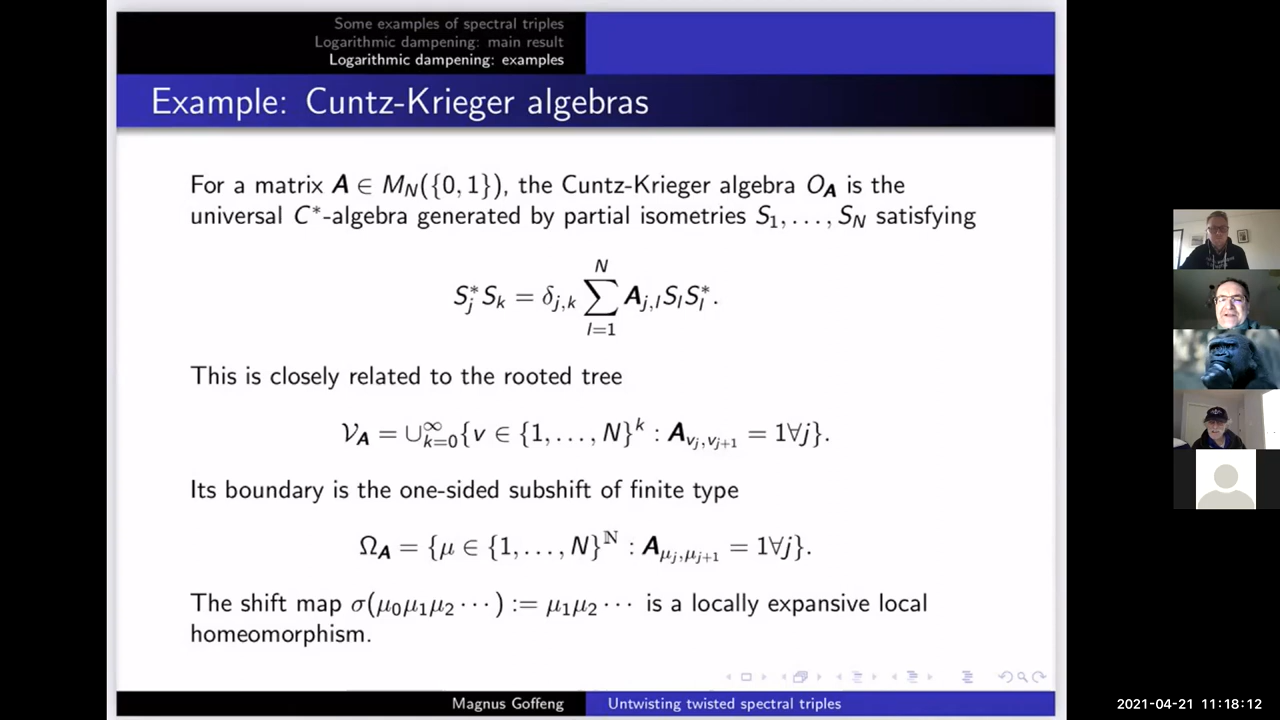 Some examples of spectral triples
Logarithmic dampening: main result
Logarithmic dampening: examples
Example: Cuntz-Krieger algebras
For a matrix A ∈ M_N({0, 1}), the Cuntz-Krieger algebra O_A is the
universal C*-algebra generated by partial isometries S_1, . . . , S_N satisfying
S_j^* S_k = δ_{j,k} ∑_{l=1}^{N} A_{j,l} S_l S_l^*.
This is closely related to the rooted tree
𝒱_A = ∪_{k=0}^∞ {v ∈ {1, . . . , N}^k : A_{v_j,v_{j+1}} = 1∀j}.
Its boundary is the one-sided subshift of finite type
Ω_A = {μ ∈ {1, . . . , N}^ℕ : A_{μ_j,μ_{j+1}} = 1∀j}.
The shift map σ(μ_0μ_1μ_2 · · · ) := μ_1μ_2 · · · is a locally expansive local
homeomorphism.
Magnus Goffeng
Untwisting twisted spectral triples
2021-04-21 11:18:12